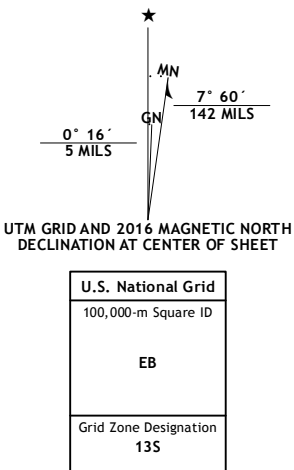 ★
MN
7° 60´
142 MILS
GN
0° 16´
5 MILS
UTM GRID AND 2016 MAGNETIC NORTH
DECLINATION AT CENTER OF SHEET
U.S. National Grid
100,000-m Square ID
EB
Grid Zone Designation
13S